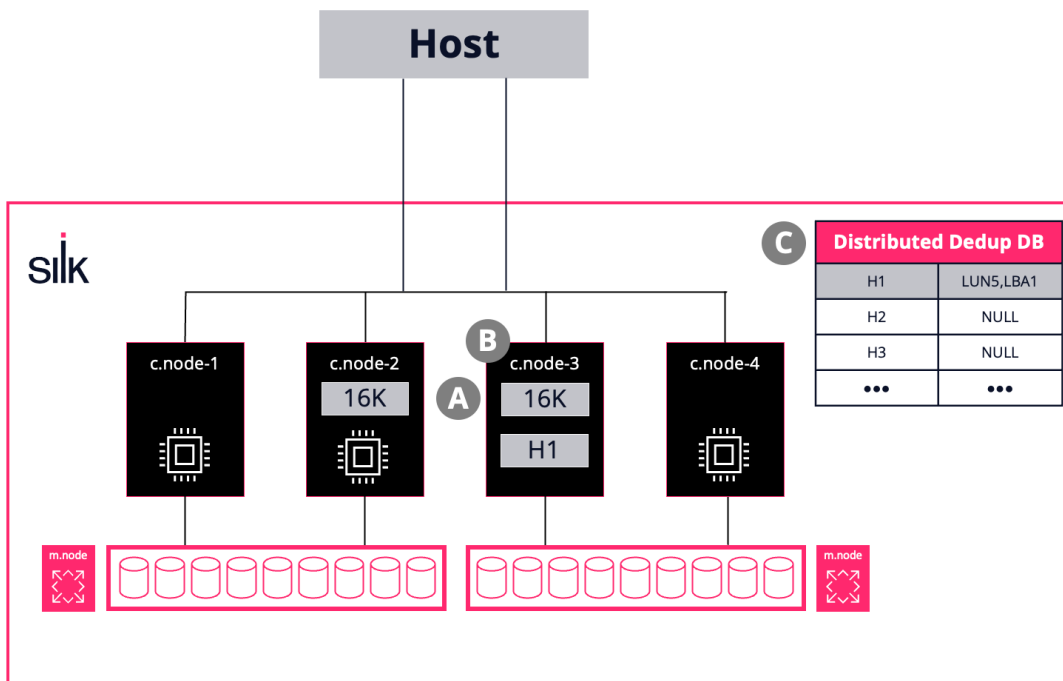 Host
silk
C
Distributed Dedup DB
H1 LUN5,LBA1
H2 NULL
H3 NULL
••• •••
B
c.node-1
c.node-2
c.node-3
c.node-4
A
16K
16K
H1
m.node
m.node